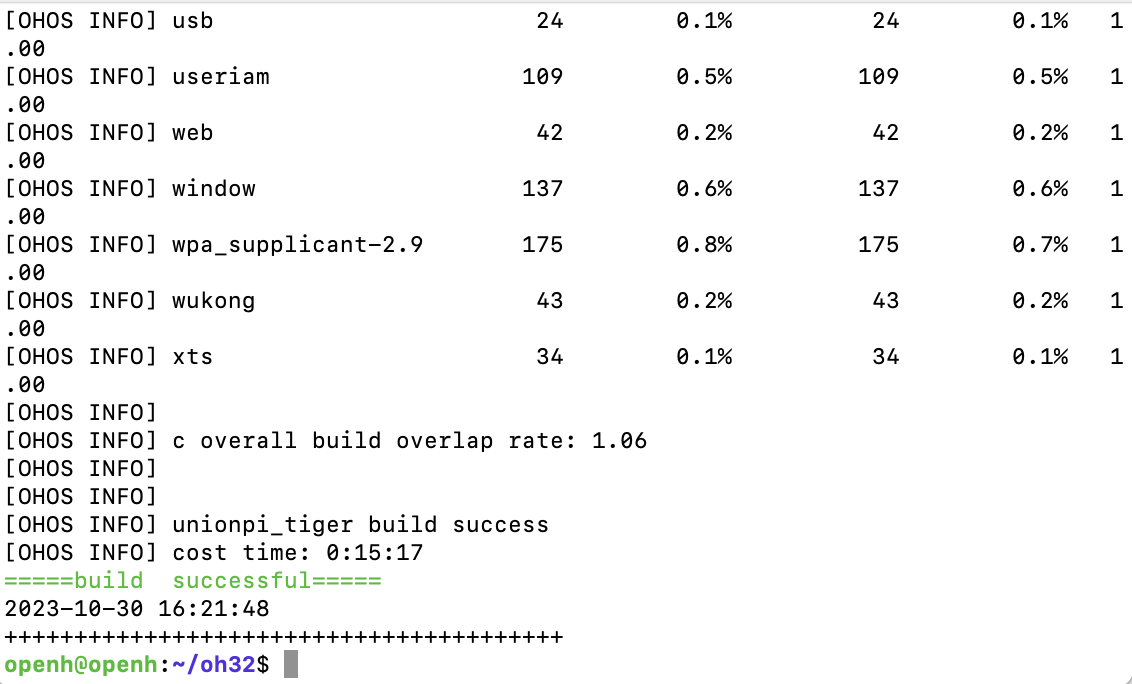 [OHOS INFO] usb                       24        0.1%          24        0.1%   1
.00
[OHOS INFO] useriam                  109        0.5%         109        0.5%   1
.00
[OHOS INFO] web                       42        0.2%          42        0.2%   1
.00
[OHOS INFO] window                   137        0.6%         137        0.6%   1
.00
[OHOS INFO] wpa_supplicant-2.9       175        0.8%         175        0.7%   1
.00
[OHOS INFO] wukong                    43        0.2%          43        0.2%   1
.00
[OHOS INFO] xts                       34        0.1%          34        0.1%   1
.00
[OHOS INFO]
[OHOS INFO] c overall build overlap rate: 1.06
[OHOS INFO]
[OHOS INFO]
[OHOS INFO] unionpi_tiger build success
[OHOS INFO] cost time: 0:15:17
=====build  successful=====
2023-10-30 16:21:48
++++++++++++++++++++++++++++++++++++++++
openh@openh:~/oh32$